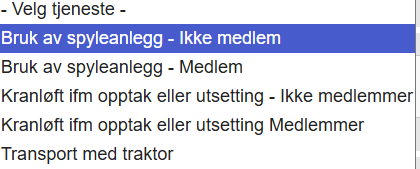 - Velg tjeneste -
Bruk av spyleanlegg - Ikke medlem
Bruk av spyleanlegg - Medlem
Kranløft ifm opptak eller utsetting - Ikke medlemmer
Kranløft ifm opptak eller utsetting Medlemmer
Transport med traktor